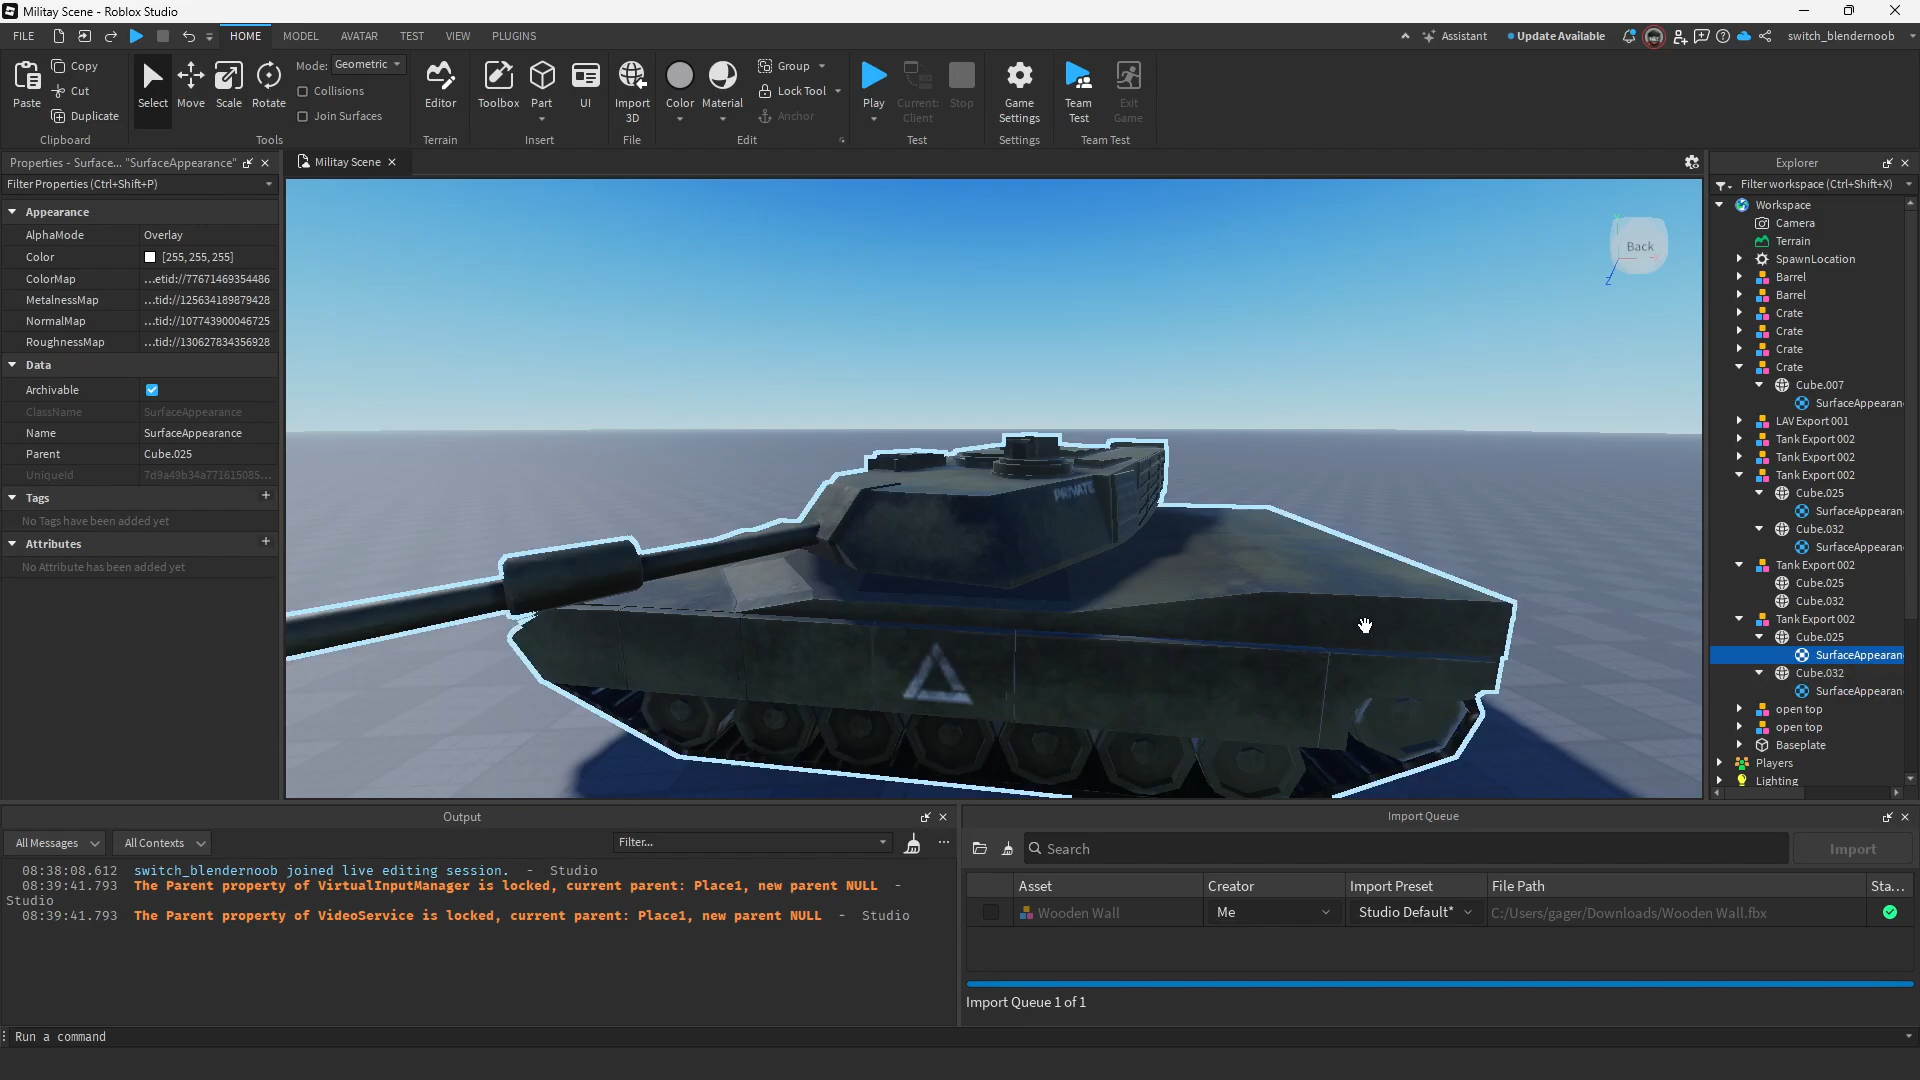 Militay Scene - Roblox Studio
FILE HOME MODEL AVATAR TEST VIEW PLUGINS Assistant Update Available switch_blendernoob
Paste
Copy
Cut
Duplicate
Clipboard
Select
Move
Scale
Rotate
Mode: Geometric
Collisions
Join Surfaces
Tools
Editor
Terrain
Toolbox
Part
UI
Insert
Import
3D
File
Color
Material
Group
Lock Tool
Anchor
Edit
Play
Current:
Client
Stop
Test
Game
Settings
Settings
Team
Test
Exit
Game
Team Test
Properties - Surface... "SurfaceAppearance"
Filter Properties (Ctrl+Shift+P)
Appearance
AlphaMode Overlay
Color [255, 255, 255]
ColorMap ...etid://77671469354486
MetalnessMap ...tid://125634189879428
NormalMap ...tid://107743900046725
RoughnessMap ...tid://130627834356928
Data
Archivable
ClassName SurfaceAppearance
Name SurfaceAppearance
Parent Cube.025
UniqueId 7d9a49b34a771615085...
Tags
No Tags have been added yet
Attributes
No Attribute has been added yet
Militay Scene
Back
Z
PRIVATE
Explorer
Filter workspace (Ctrl+Shift+X)
Workspace
Camera
Terrain
SpawnLocation
Barrel
Barrel
Crate
Crate
Crate
Crate
Cube.007
SurfaceAppearan
LAV Export 001
Tank Export 002
Tank Export 002
Tank Export 002
Cube.025
SurfaceAppearan
Cube.032
SurfaceAppearan
Tank Export 002
Cube.025
Cube.032
Tank Export 002
Cube.025
SurfaceAppearan
Cube.032
SurfaceAppearan
open top
open top
Baseplate
Players
Lighting
Output
All Messages All Contexts Filter...
08:38:08.612 switch_blendernoob joined live editing session. - Studio
08:39:41.793 The Parent property of VirtualInputManager is locked, current parent: Place1, new parent NULL -
Studio
08:39:41.793 The Parent property of VideoService is locked, current parent: Place1, new parent NULL - Studio
Import Queue
Search Import
Asset Creator Import Preset File Path Sta...
Wooden Wall Me Studio Default* C:/Users/gager/Downloads/Wooden Wall.fbx
Import Queue 1 of 1
Run a command